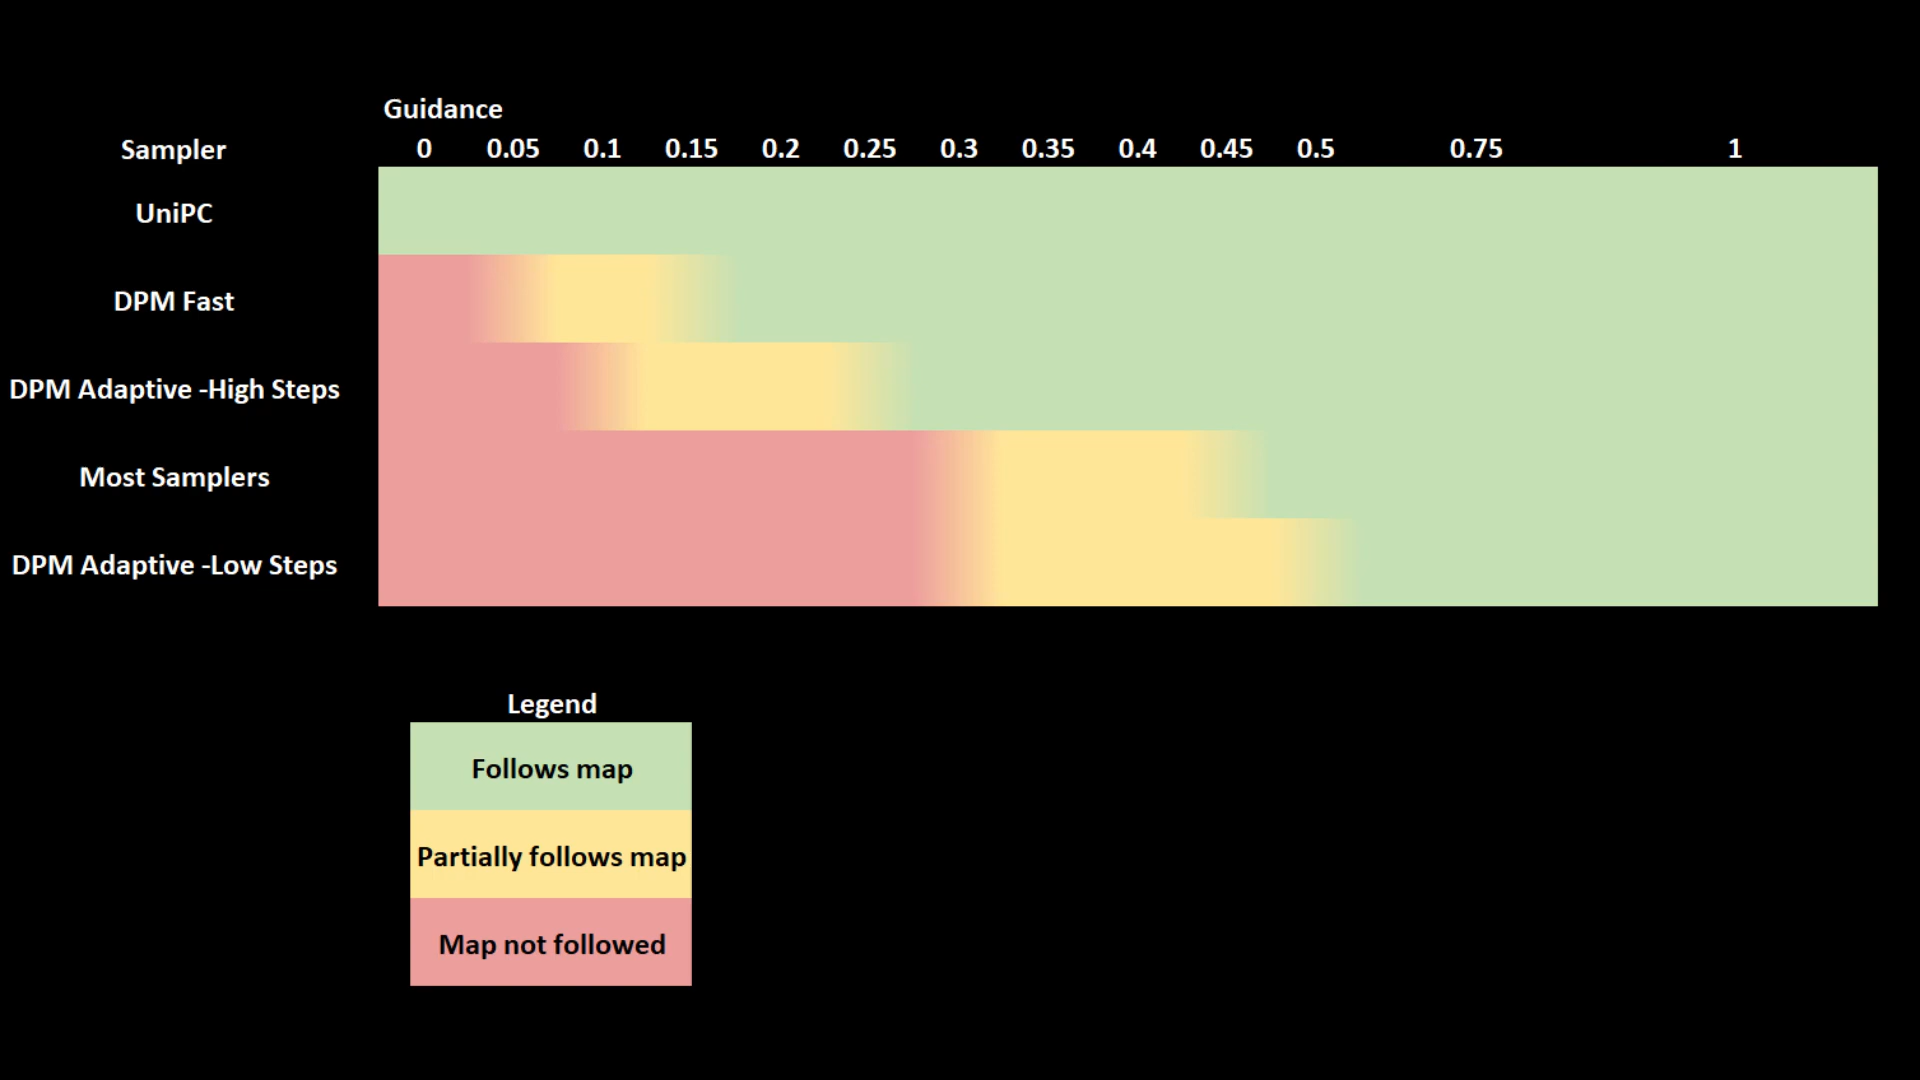 Guidance
Sampler 0 0.05 0.1 0.15 0.2 0.25 0.3 0.35 0.4 0.45 0.5 0.75 1
UniPC
DPM Fast
DPM Adaptive -High Steps
Most Samplers
DPM Adaptive -Low Steps
Legend
Follows map
Partially follows map
Map not followed